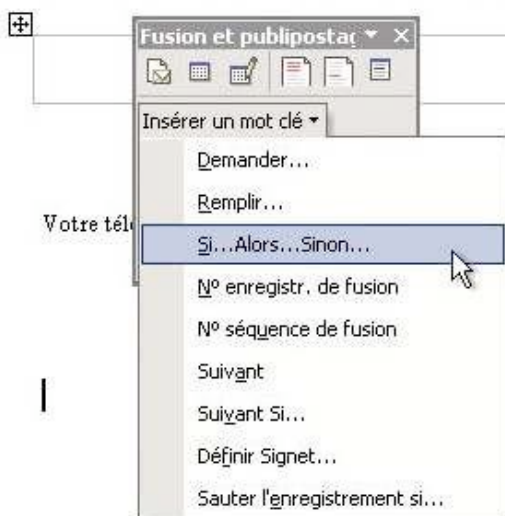 Fusion et publipostag
Insérer un mot clé
Demander...
Remplir...
Votre télé
Si...Alors...Sinon...
Nº enregistr. de fusion
Nº séquence de fusion
Suivant
Suivant Si...
Définir Signet...
Sauter l'enregistrement si...